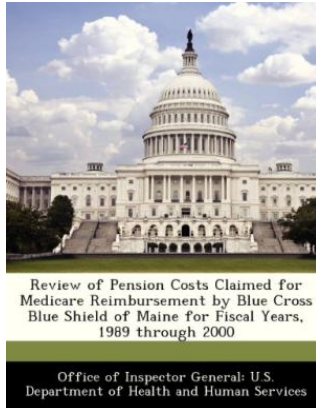 Review of Pension Costs Claimed for
Medicare Reimbursement by Blue Cross
Blue Shield of Maine for Fiscal Years,
1989 through 2000
Office of Inspector General: U.S.
Department of Health and Human Services